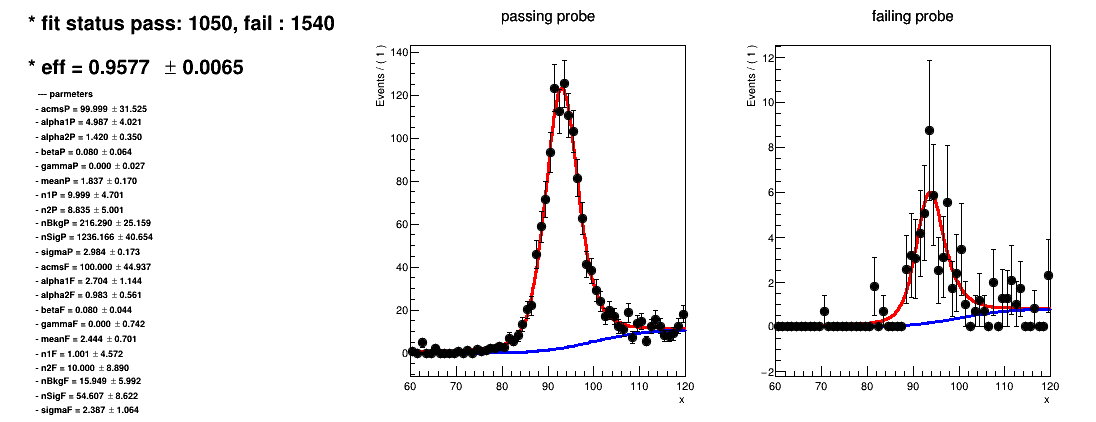 * fit status pass: 1050, fail : 1540
* eff = 0.9577 ± 0.0065
--- parmeters
- acmsP = 99.999 ± 31.525
- alpha1P = 4.987 ± 4.021
- alpha2P = 1.420 ± 0.350
- betaP = 0.080 ± 0.064
- gammaP = 0.000 ± 0.027
- meanP = 1.837 ± 0.170
- n1P = 9.999 ± 4.701
- n2P = 8.835 ± 5.001
- nBkgP = 216.290 ± 25.159
- nSigP = 1236.166 ± 40.654
- sigmaP = 2.984 ± 0.173
- acmsF = 100.000 ± 44.937
- alpha1F = 2.704 ± 1.144
- alpha2F = 0.983 ± 0.561
- betaF = 0.080 ± 0.044
- gammaF = 0.000 ± 0.742
- meanF = 2.444 ± 0.701
- n1F = 1.001 ± 4.572
- n2F = 10.000 ± 8.890
- nBkgF = 15.949 ± 5.992
- nSigF = 54.607 ± 8.622
- sigmaF = 2.387 ± 1.064
passing probe
Events / ( 1 )
140
120
100
80
60
40
20
0
60 70 80 90 100 110 120
x
failing probe
Events / ( 1 )
12
10
8
6
4
2
0
−2
60 70 80 90 100 110 120
x